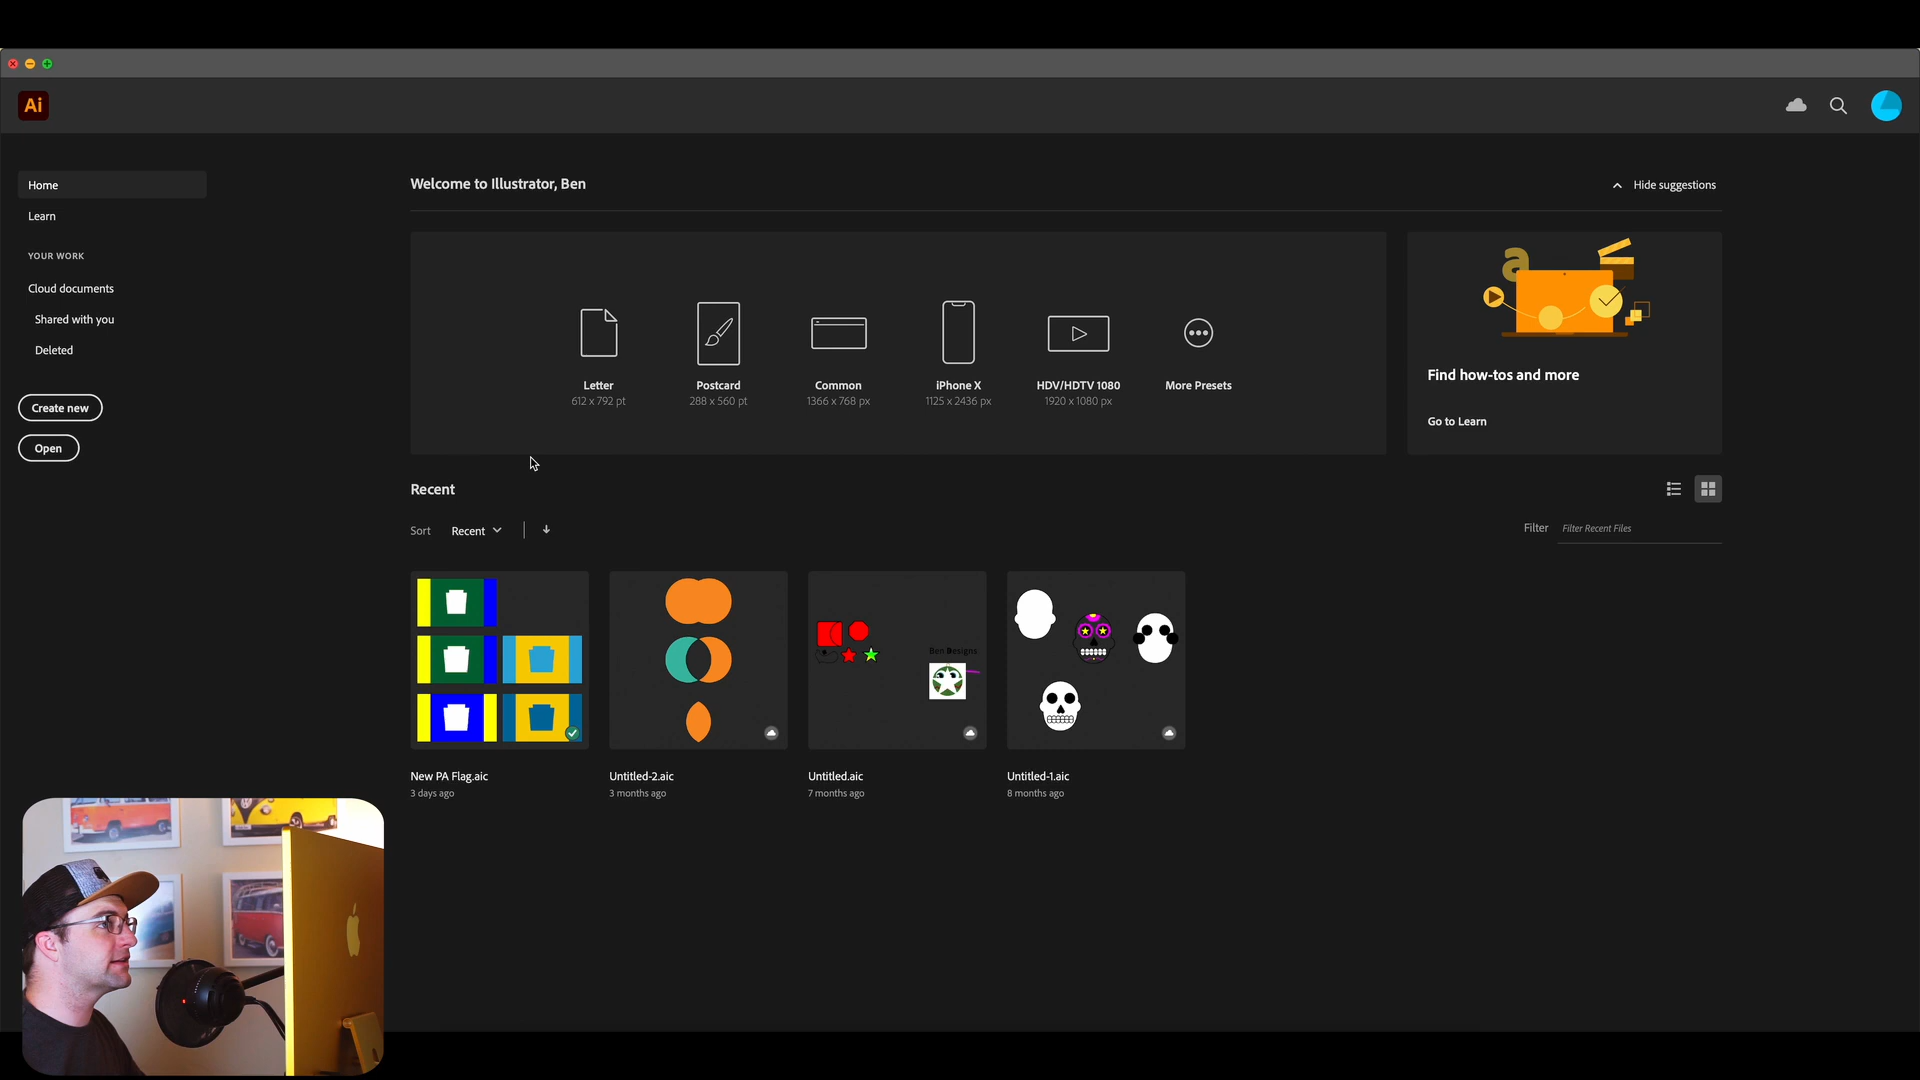 Ai
Home
Learn
YOUR WORK
Cloud documents
Shared with you
Deleted
Create new
Open
Welcome to Illustrator, Ben
Hide suggestions
Letter
612 x 792 pt
Postcard
288 x 560 pt
Common
1366 x 768 px
iPhone X
1125 x 2436 px
HDV/HDTV 1080
1920 x 1080 px
More Presets
a
Find how-tos and more
Go to Learn
Recent
Sort
Recent
Filter
Filter Recent Files
Ben Designs
New PA Flag.aic
3 days ago
Untitled-2.aic
3 months ago
Untitled.aic
7 months ago
Untitled-1.aic
8 months ago